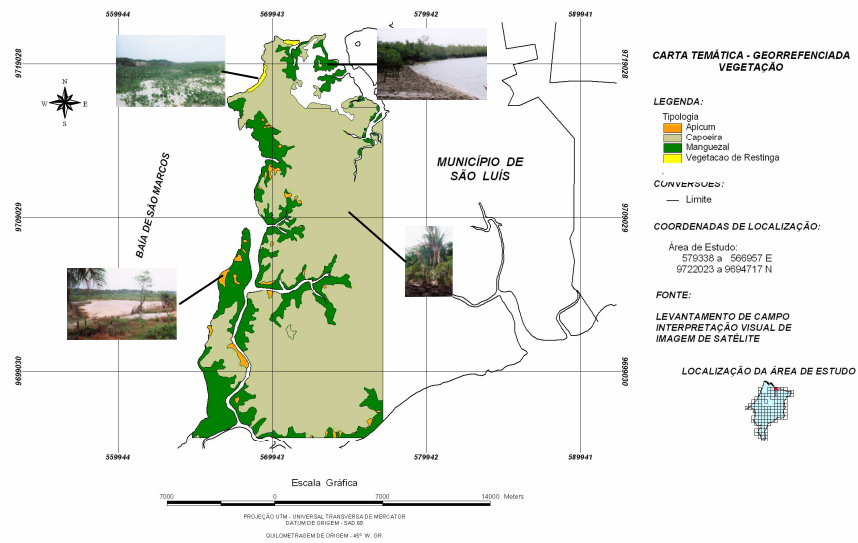 559944
569943
579942
589941
9719028
9719028
CARTA TEMÁTICA - GEORREFENCIADA
VEGETAÇÃO
N
W
E
S
LEGENDA:
Tipologia
Apicum
Capoeira
Manguezal
Vegetacao de Restinga
MUNICÍPIO DE
SÃO LUÍS
BAÍA DE SÃO MARCOS
CONVERSÕES:
Limite
9709029
9709029
COORDENADAS DE LOCALIZAÇÃO:
Área de Estudo:
579338 a 566957 E
9722023 a 9694717 N
FONTE:
LEVANTAMENTO DE CAMPO
INTERPRETAÇÃO VISUAL DE
IMAGEM DE SATÉLITE
9699030
9699030
LOCALIZAÇÃO DA ÁREA DE ESTUDO
559944
569943
579942
589941
Escala Gráfica
7000
0
7000
14000 Meters
PROJEÇÃO UTM - UNIVERSAL TRANSVERSA DE MERCATOR
DATUM DE ORIGEM - SAD 69
QUILOMETRAGEM DE ORIGEM - 45º W. GR